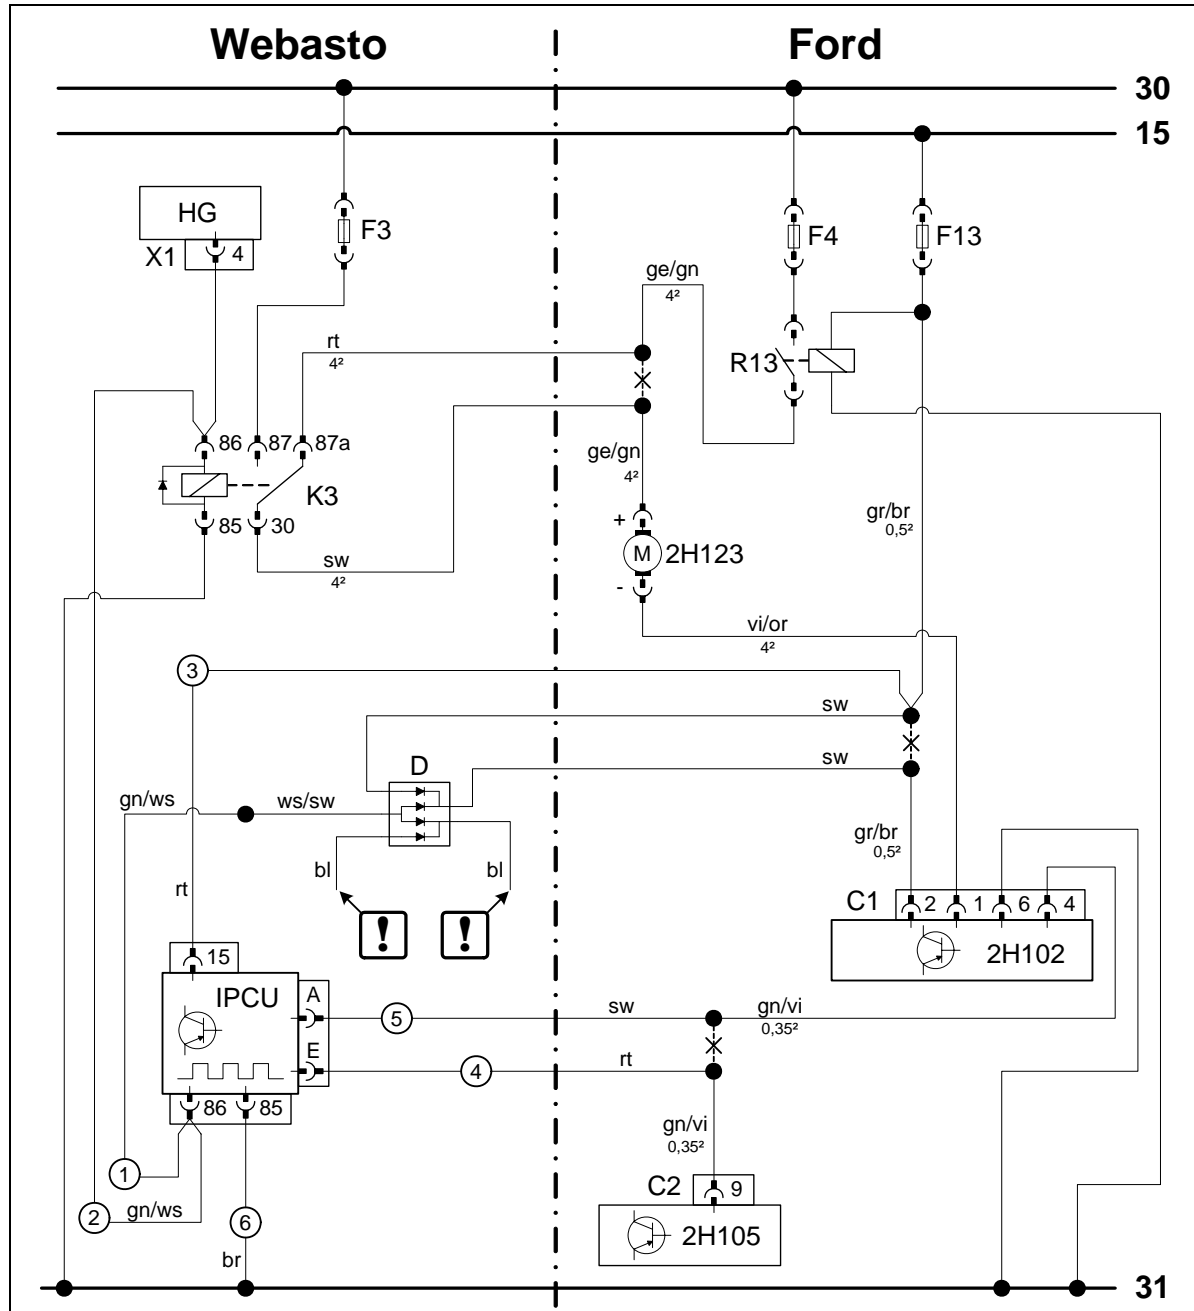 Webasto
Ford
30
15
HG
X1
4
F3
F4
F13
ge/gn
4²
rt
4²
R13
86
87
87a
K3
85
30
ge/gn
4²
gr/br
0,5²
sw
4²
+
M
2H123
-
vi/or
4²
3
sw
D
sw
gn/ws
ws/sw
gr/br
0,5²
bl
bl
rt
!
!
C1
2
1
6
4
2H102
15
IPCU
A
E
5
sw
gn/vi
0,35²
4
rt
86
85
gn/vi
0,35²
1
2
gn/ws
6
br
C2
9
2H105
31